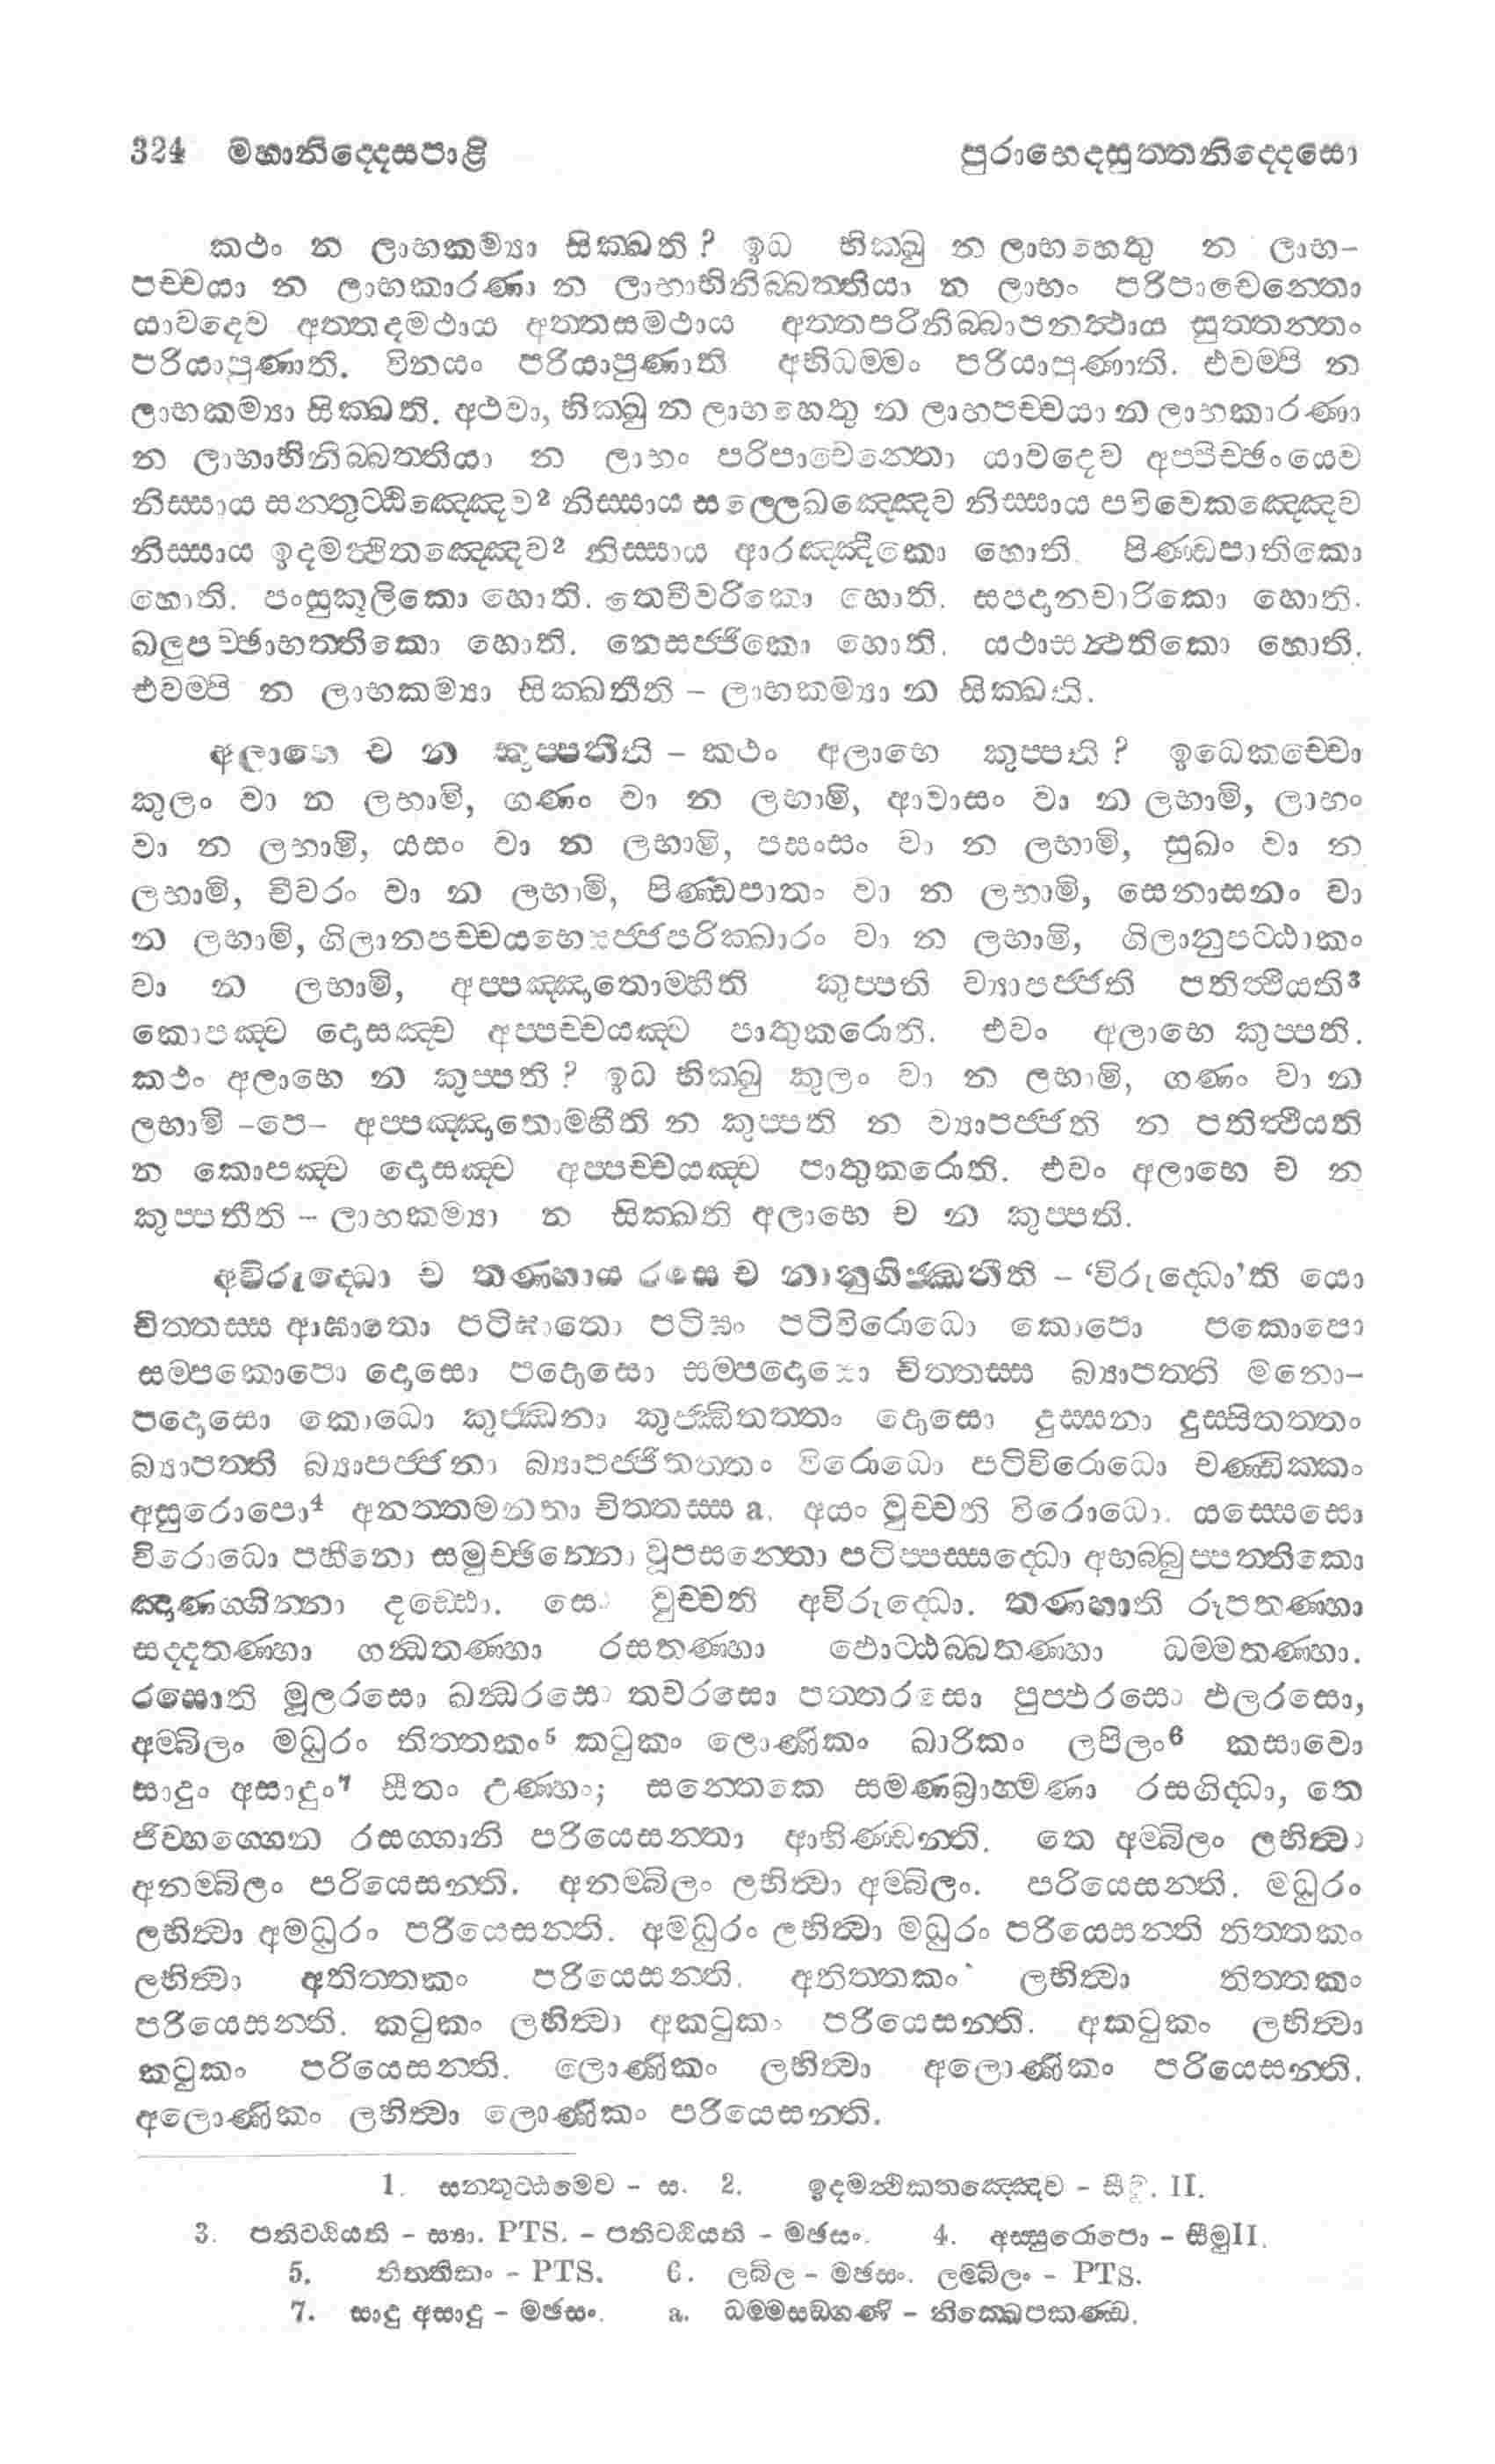 324 මහානිද්දෙසපාළි පුරාභෙදසුත්තනිද්දෙසො
කථං න ලාභකම්‍යා සික්ඛති? ඉධ භික්ඛු න ලාභහෙතු න ලාභ-
පච්චයා න ලාභකාරණා න ලාභාභිනිබ්බත්තියා න ලාභං පරිපාචෙන්තො
යාවදෙව අත්තදමථාය අත්තසමථාය අත්තපරිනිබ්බාපනත්ථාය සුත්තන්තං
පරියාපුණාති. විනයං පරියාපුණාති අභිධම්මං පරියාපුණාති. එවම්පි න
ලාභකම්‍යා සික්ඛති. අථවා, භික්ඛු න ලාභහෙතු න ලාභපච්චයා න ලාභකාරණා
න ලාභාභිනිබ්බත්තියා න ලාභං පරිපාචෙන්තො යාවදෙව අප්පිච්ඡංයෙව
නිස්සාය සන්තුට්ඨිඤ්ඤෙව2 නිස්සාය සල්ලෙඛඤ්ඤෙව නිස්සාය පවිවෙකඤ්ඤෙව
නිස්සාය ඉදමත්ථිතඤ්ඤෙව2 නිස්සාය ආරඤ්ඤීකො හොති. පිණ්ඩපාතිකො
හොති. පංසුකූලිකො හොති. තෙචීවරිකො හොති. සපදානචාරිකො හොති.
ඛලුපච්ඡාභත්තිකො හොති. නෙසජ්ජිකො හොති. යථාසන්ථතිකො හොති.
එවම්පි න ලාභකම්‍යා සික්ඛතීති – ලාභකම්‍යා න සික්ඛති.
අලාභෙ ච න කුප්පතීති – කථං අලාභෙ කුප්පති? ඉධෙකච්චො
කුලං වා න ලභාමි, ගණං වා න ලභාමි, ආවාසං වා න ලභාමි, ලාභං
වා න ලභාමි, යසං වා න ලභාමි, පසංසං වා න ලභාමි, සුඛං වා න
ලභාමි, චීවරං වා න ලභාමි, පිණ්ඩපාතං වා න ලභාමි, සෙනාසනං වා
න ලභාමි, ගිලානපච්චයභෙසජ්ජපරික්ඛාරං වා න ලභාමි, ගිලානුපට්ඨාකං
වා න ලභාමි, අප්පඤ්ඤාතොම්හීති කුප්පති ව්‍යාපජ්ජති පතිත්ථීයති3
කොපඤ්ච දොසඤ්ච අප්පච්චයඤ්ච පාතුකරොති. එවං අලාභෙ කුප්පති.
කථං අලාභෙ න කුප්පති? ඉධ භික්ඛු කුලං වා න ලභාමි, ගණං වා න
ලභාමි –පෙ– අප්පඤ්ඤාතොම්හීති න කුප්පති න ව්‍යාපජ්ජති න පතිත්ථීයති
න කොපඤ්ච දොසඤ්ච අප්පච්චයඤ්ච පාතුකරොති. එවං අලාභෙ ච න
කුප්පතීති – ලාභකම්‍යා න සික්ඛති අලාභෙ ච න කුප්පති.
අවිරුද්ධො ච තණ්හාය රසෙ ච නානුගිජ්ඣතීති – ‘විරුද්ධො’ති යො
චිත්තස්ස ආඝාතො පටිඝාතො පටිඝං පටිවිරොධො කොපො පකොපො
සම්පකොපො දොසො පදොසො සම්පදොසො චිත්තස්ස බ්‍යාපත්ති මනො-
පදොසො කොධො කුජ්ඣනා කුජ්ඣිතත්තං දොසො දුස්සනා දුස්සිතත්තං
බ්‍යාපත්ති බ්‍යාපජ්ජනා බ්‍යාපජ්ජිතත්තං විරොධො පටිවිරොධො චණ්ඩික්කං
අසුරොපො4 අනත්තමනතා චිත්තස්ස a. අයං වුච්චති විරොධො. යස්සෙසො
විරොධො පහීනො සමුච්ඡින්නො වූපසන්තො පටිප්පස්සද්ධො අභබ්බුප්පත්තිකො
ඤාණග්ගිනා දඩ්ඪො. සො වුච්චති අවිරුද්ධො. තණ්හාති රූපතණ්හා
සද්දතණ්හා ගන්ධතණ්හා රසතණ්හා ඵොට්ඨබ්බතණ්හා ධම්මතණ්හා.
රසොති මූලරසො ඛන්ධරසො තචරසො පත්තරසො පුප්ඵරසො ඵලරසො,
අම්බිලං මධුරං තිත්තකං5 කටුකං ලොණිකං ඛාරිකං ලපිලං6 කසාවො
සාදුං අසාදුං7 සීතං උණ්හං; සන්තෙකෙ සමණබ්‍රාහ්මණා රසගිද්ධා, තෙ
ජිව්හග්ගෙන රසග්ගානි පරියෙසන්තා ආහිණ්ඩන්ති. තෙ අම්බිලං ලභිත්වා
අනම්බිලං පරියෙසන්ති. අනම්බිලං ලභිත්වා අම්බිලං. පරියෙසන්ති. මධුරං
ලභිත්වා අමධුරං පරියෙසන්ති. අමධුරං ලභිත්වා මධුරං පරියෙසන්ති තිත්තකං
ලභිත්වා අතිත්තකං පරියෙසන්ති. අතිත්තකං ලභිත්වා තිත්තකං
පරියෙසන්ති. කටුකං ලභිත්වා අකටුකං පරියෙසන්ති. අකටුකං ලභිත්වා
කටුකං පරියෙසන්ති. ලොණිකං ලභිත්වා අලොණිකං පරියෙසන්ති.
අලොණිකං ලභිත්වා ලොණිකං පරියෙසන්ති.
1. සන්තුට්ඨමෙව – ස. 2. ඉදමත්ථිකතඤ්ඤෙව – සීමු. II.
3. පතිට්ඨියති – ස්‍යා. PTS. – පතිට්ඨීයති – මඡසං. 4. අස්සුරොපො – සීමුII.
5. තිත්තිකං – PTS. 6. ලබිල – මඡසං. ලම්බිලං – PTS.
7. සාදු අසාදු – මඡසං. a. ධම්මසඞ්ගණි – නික්ඛෙපකණ්ඩ.